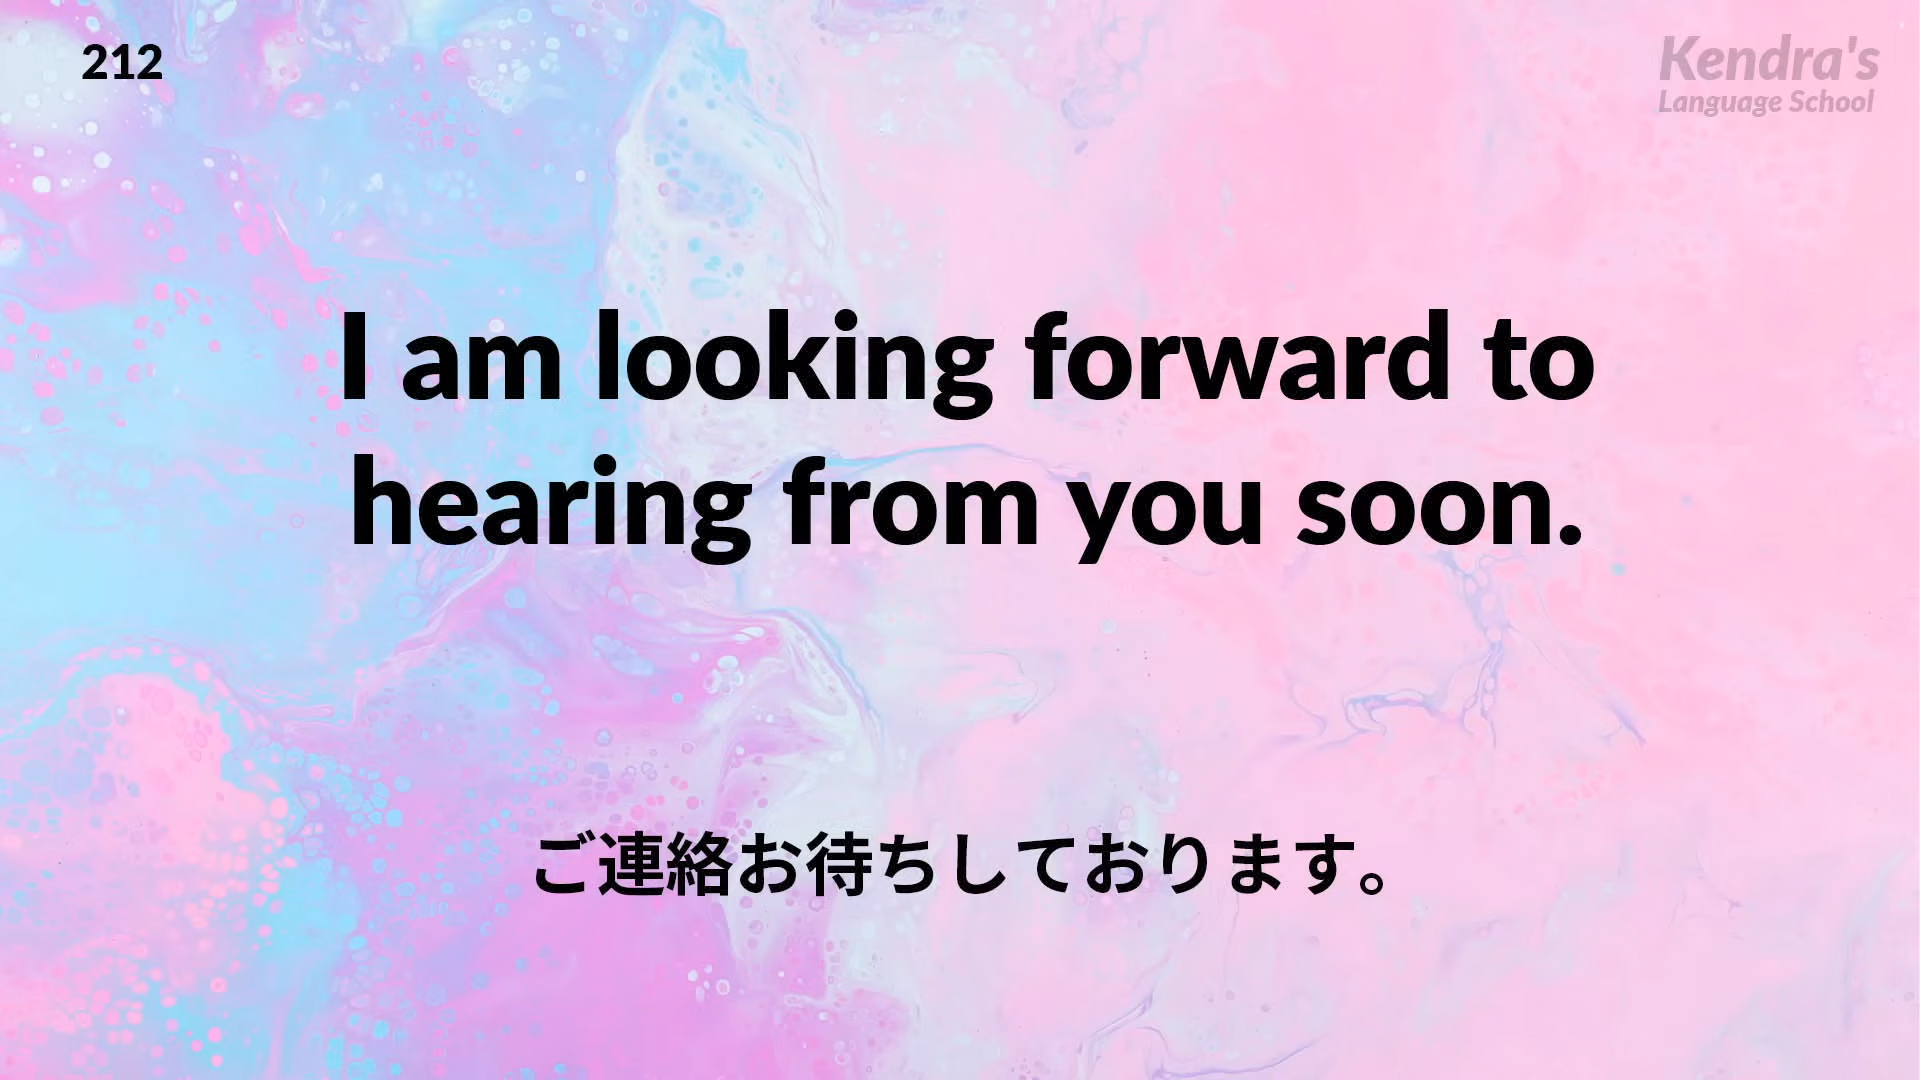 212
Kendra's
Language School
I am looking forward to
hearing from you soon.
ご連絡お待ちしております。